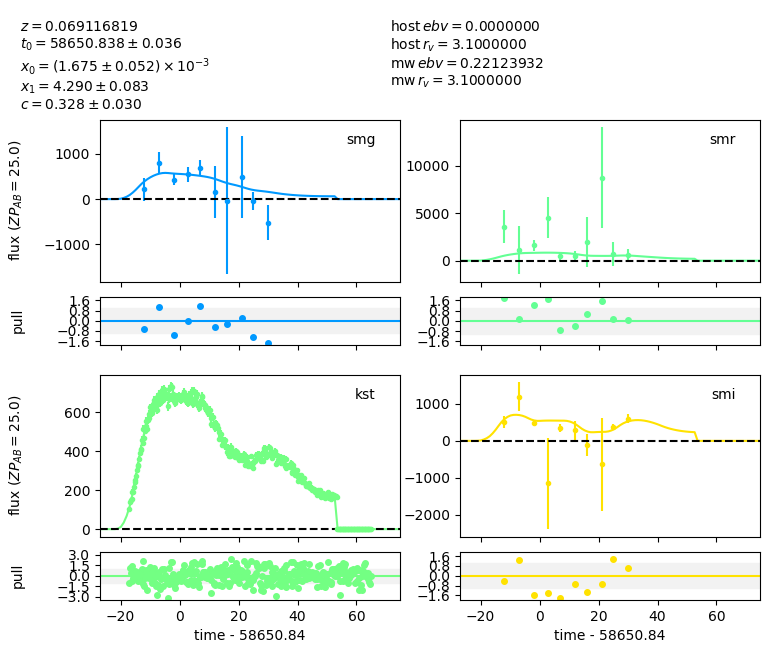 z = 0.069116819
t₀ = 58650.838 ± 0.036
x₀ = (1.675 ± 0.052) × 10⁻³
x₁ = 4.290 ± 0.083
c = 0.328 ± 0.030
host ebv = 0.0000000
host r_v = 3.1000000
mw ebv = 0.22123932
mw r_v = 3.1000000
smg
flux (ZP_AB = 25.0)
1000
0
−1000
smr
10000
5000
0
pull
1.6
0.8
0.0
−0.8
−1.6
1.6
0.8
0.0
−0.8
−1.6
kst
flux (ZP_AB = 25.0)
600
400
200
0
smi
1000
0
−1000
−2000
pull
3.0
1.5
0.0
−1.5
−3.0
1.6
0.8
0.0
−0.8
−1.6
−20 0 20 40 60
−20 0 20 40 60
time - 58650.84
time - 58650.84